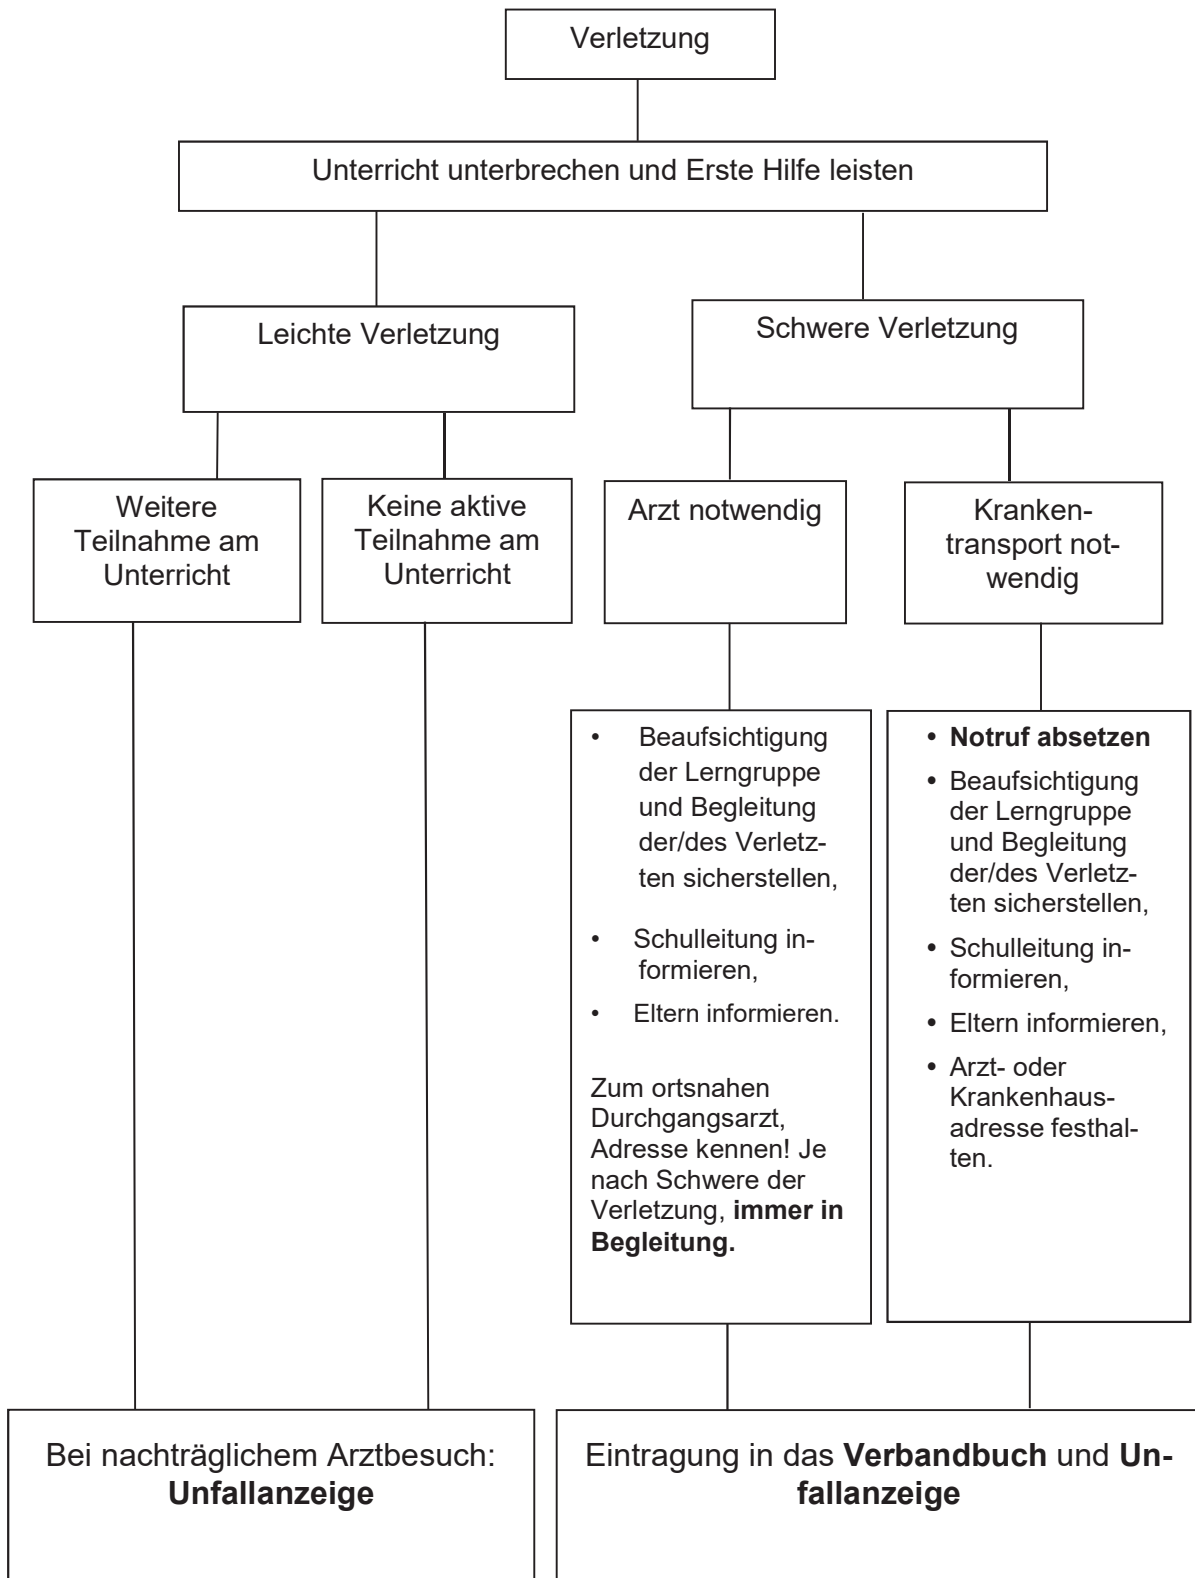 Verletzung
Unterricht unterbrechen und Erste Hilfe leisten
Leichte Verletzung
Schwere Verletzung
Weitere
Teilnahme am
Unterricht
Keine aktive
Teilnahme am
Unterricht
Arzt notwendig
Kranken-
transport not-
wendig
• Beaufsichtigung
der Lerngruppe
und Begleitung
der/des Verletz-
ten sicherstellen,
• Schulleitung in-
formieren,
• Eltern informieren.
Zum ortsnahen
Durchgangsarzt,
Adresse kennen! Je
nach Schwere der
Verletzung, immer in
Begleitung.
• Notruf absetzen
• Beaufsichtigung
der Lerngruppe
und Begleitung
der/des Verletz-
ten sicherstellen,
• Schulleitung in-
formieren,
• Eltern informieren,
• Arzt- oder
Krankenhaus-
adresse festhal-
ten.
Bei nachträglichem Arztbesuch:
Unfallanzeige
Eintragung in das Verbandbuch und Un-
fallanzeige